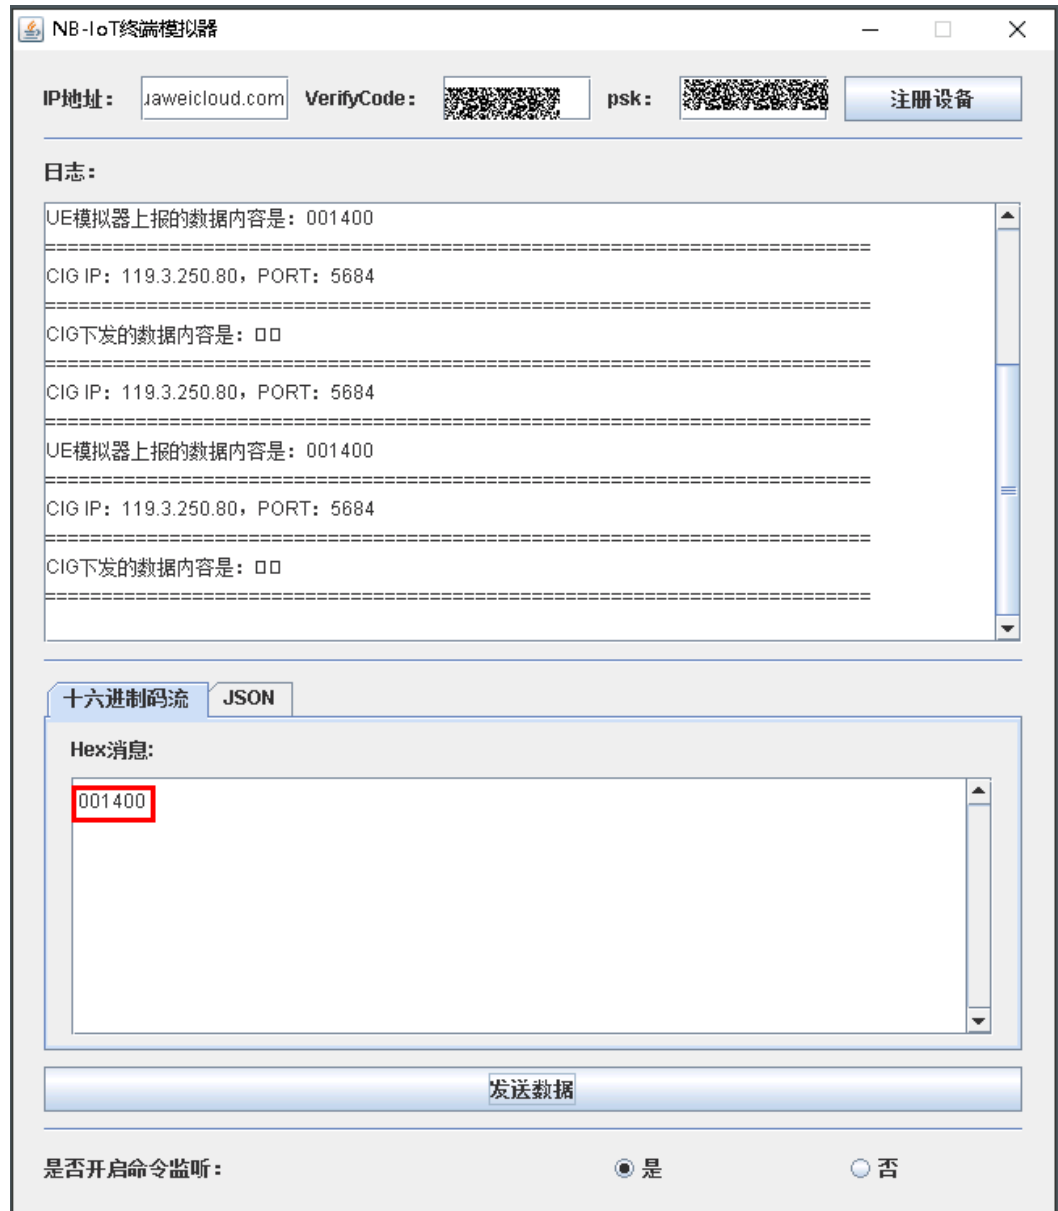 NB-IoT终端模拟器
IP地址： uaweicloud.com VerifyCode： psk： 注册设备
日志：
UE模拟器上报的数据内容是：001400
=========================================================================
CIG IP：119.3.250.80，PORT：5684
=========================================================================
CIG下发的数据内容是：□□
=========================================================================
CIG IP：119.3.250.80，PORT：5684
=========================================================================
UE模拟器上报的数据内容是：001400
=========================================================================
CIG IP：119.3.250.80，PORT：5684
=========================================================================
CIG下发的数据内容是：□□
=========================================================================
十六进制码流 JSON
Hex消息:
001400
发送数据
是否开启命令监听： 是 否